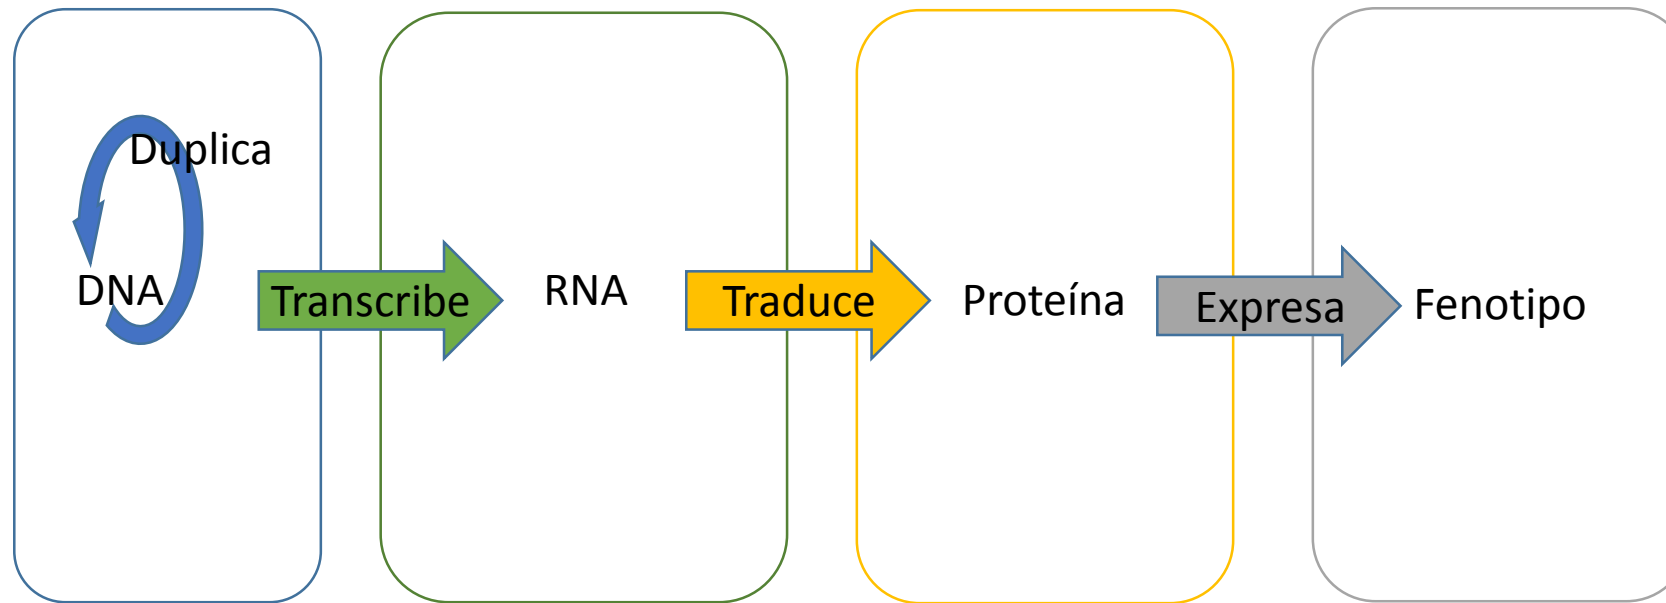 Duplica
DNA
Transcribe
RNA
Traduce
Proteína
Expresa
Fenotipo